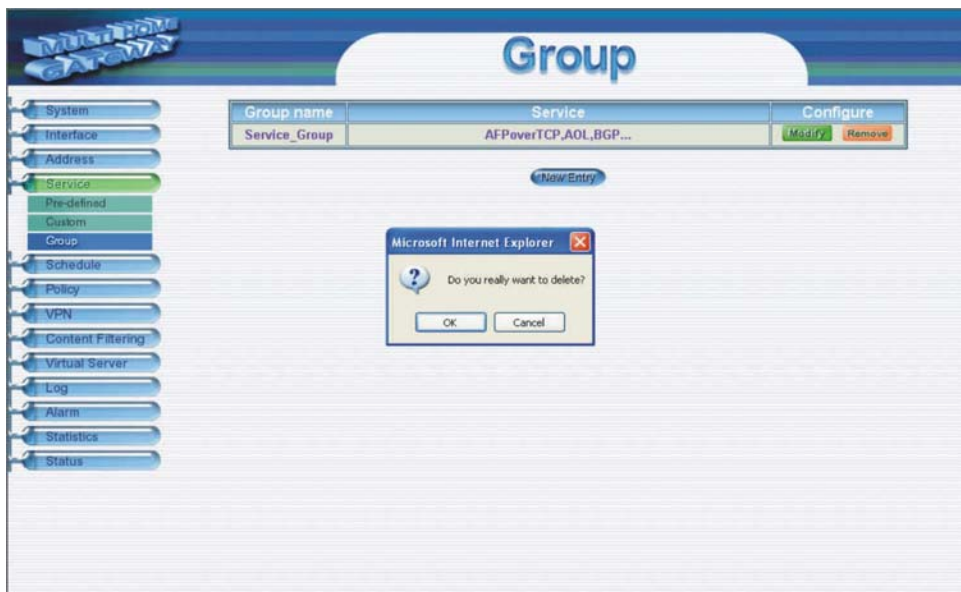 MULTI HOME
GATEWAY
Group
System
Interface
Address
Service
Pre-defined
Custom
Group
Schedule
Policy
VPN
Content Filtering
Virtual Server
Log
Alarm
Statistics
Status
Group name Service Configure
Service_Group AFPoverTCP,AOL,BGP... Modify Remove
New Entry
Microsoft Internet Explorer
Do you really want to delete?
OK Cancel